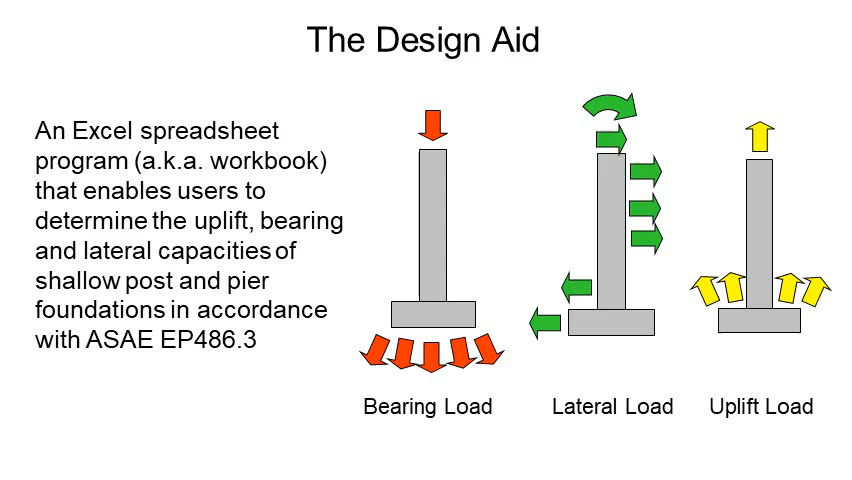 The Design Aid
An Excel spreadsheet
program (a.k.a. workbook)
that enables users to
determine the uplift, bearing
and lateral capacities of
shallow post and pier
foundations in accordance
with ASAE EP486.3
Bearing Load
Lateral Load
Uplift Load